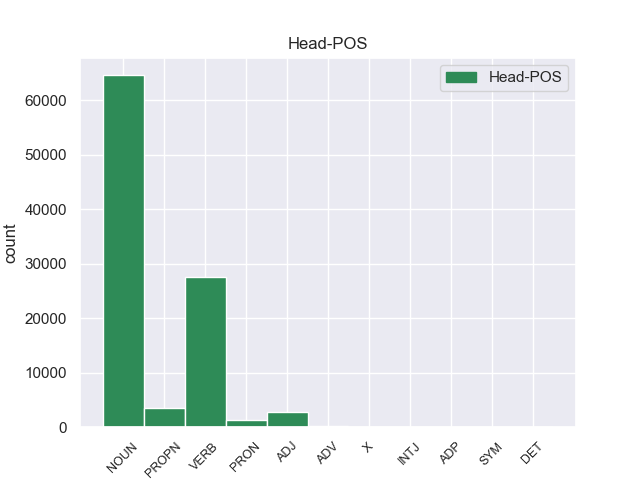 Head-POS
Head-POS
60000
50000
40000
30000
20000
10000
0
count
NOUN
PROPN
VERB
PRON
ADJ
ADV
X
INTJ
ADP
SYM
DET